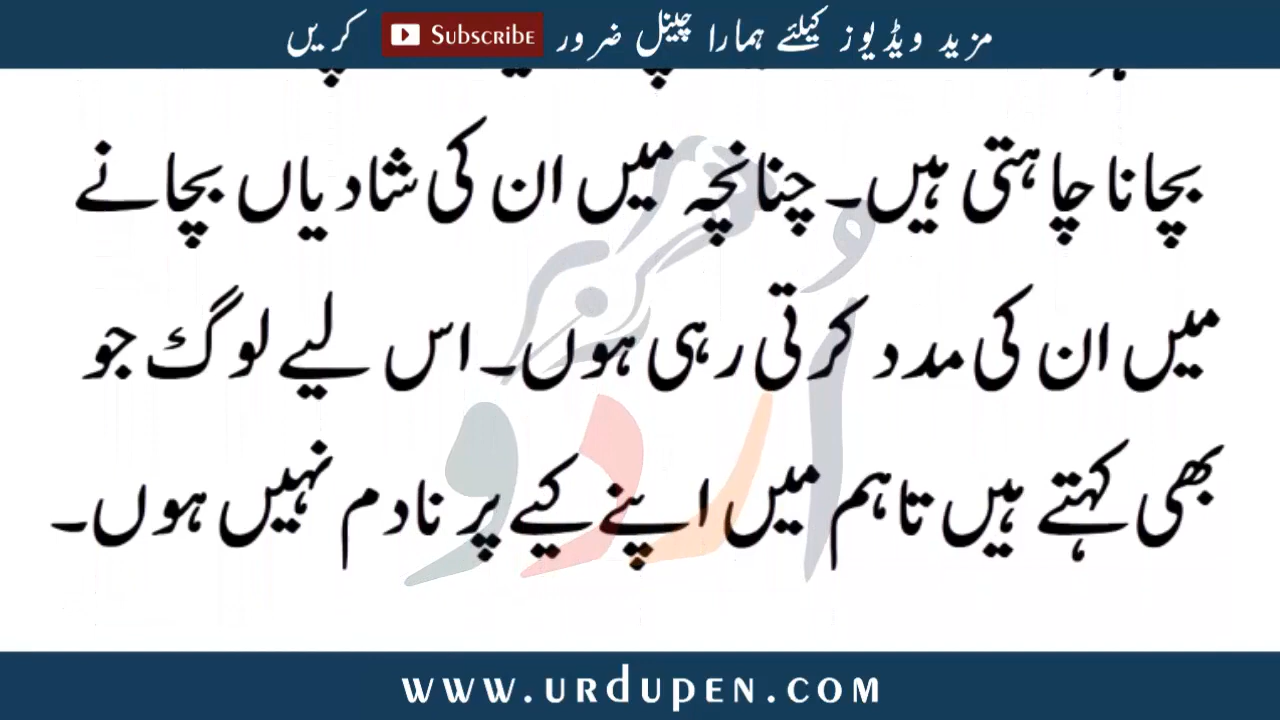 مزید ویڈیوز کیلئے ہمارا چینل ضرور Subscribe کریں
بچانا چاہتی ہیں۔ چنانچہ میں ان کی شادیاں بچانے
میں ان کی مدد کرتی رہی ہوں۔ اس لیے لوگ جو
بھی کہتے ہیں تاہم میں اپنے کیے پر نادم نہیں ہوں۔
اُردو
www.urdupen.com